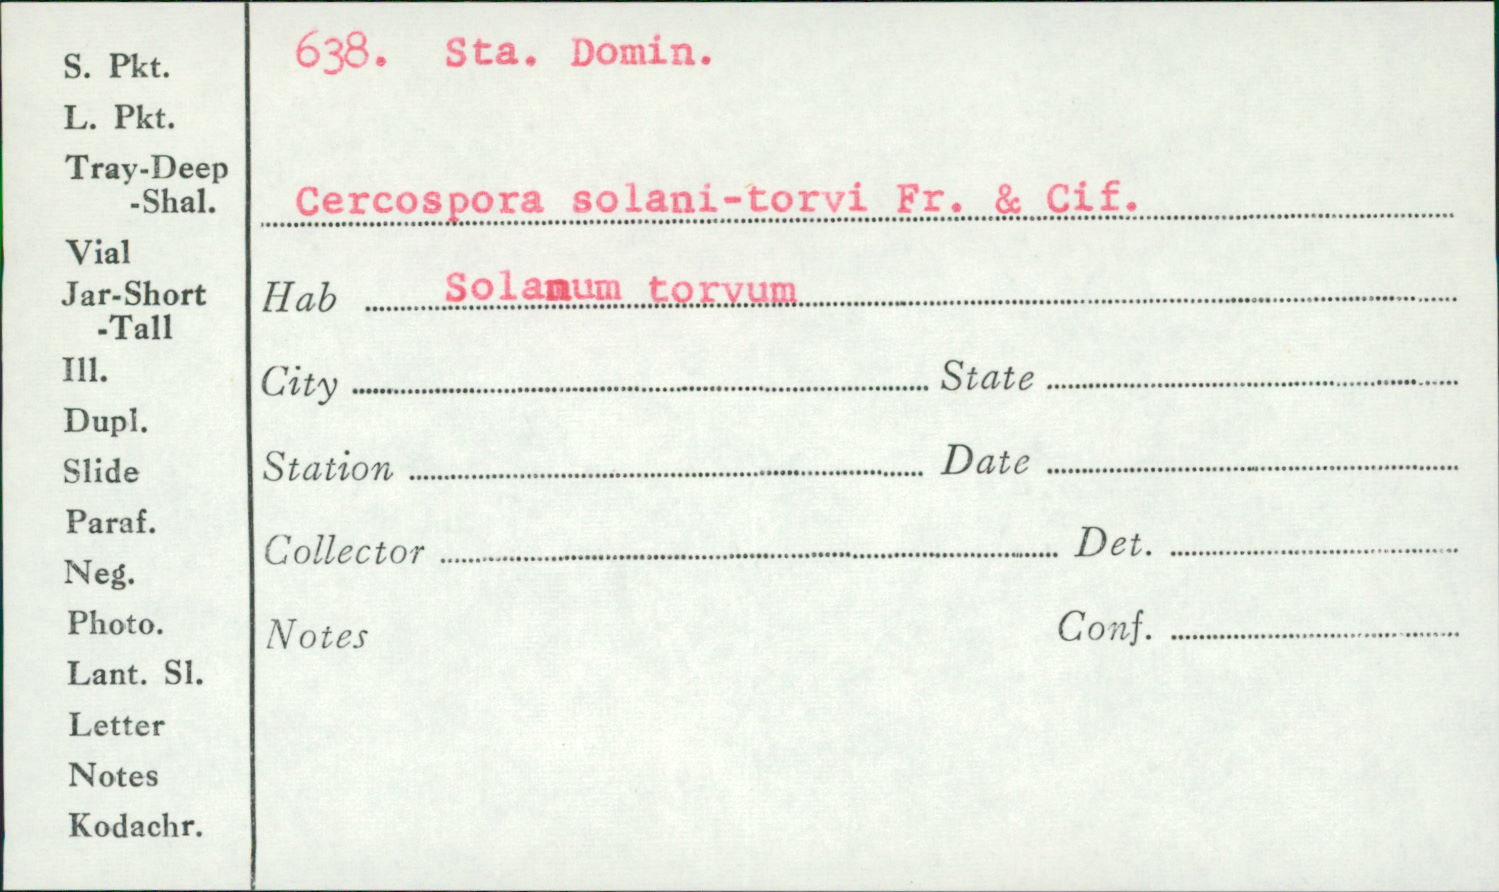 638. Sta. Domin.
Cercospora solani-torvi Fr. & Cif.
Hab Solanum torvum
City State
Station Date
Collector Det.
Notes Conf.
S. Pkt.
L. Pkt.
Tray-Deep
-Shal.
Vial
Jar-Short
-Tall
Ill.
Dupl.
Slide
Paraf.
Neg.
Photo.
Lant. Sl.
Letter
Notes
Kodachr.